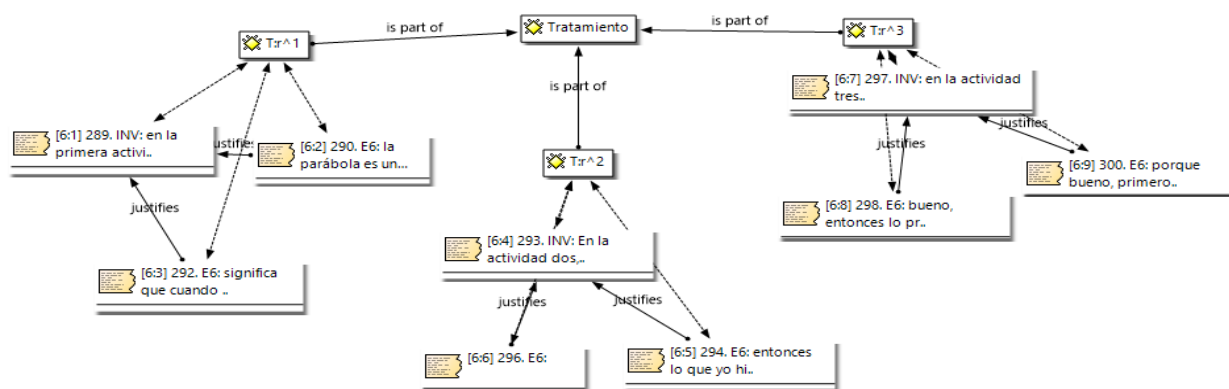 is part of
Tratamiento
is part of
T:r^1
T:r^3
is part of
[6:7] 297. INV: en la actividad
tres..
[6:1] 289. INV: en la
primera activi..
justifies
[6:2] 290. E6: la
parábola es un...
justifies
justifies
T:r^2
[6:9] 300. E6: porque
bueno, primero..
justifies
[6:8] 298. E6: bueno,
entonces lo pr..
[6:4] 293. INV: En la
actividad dos,..
[6:3] 292. E6: significa
que cuando ..
justifies
justifies
[6:6] 296. E6:
[6:5] 294. E6: entonces
lo que yo hi..